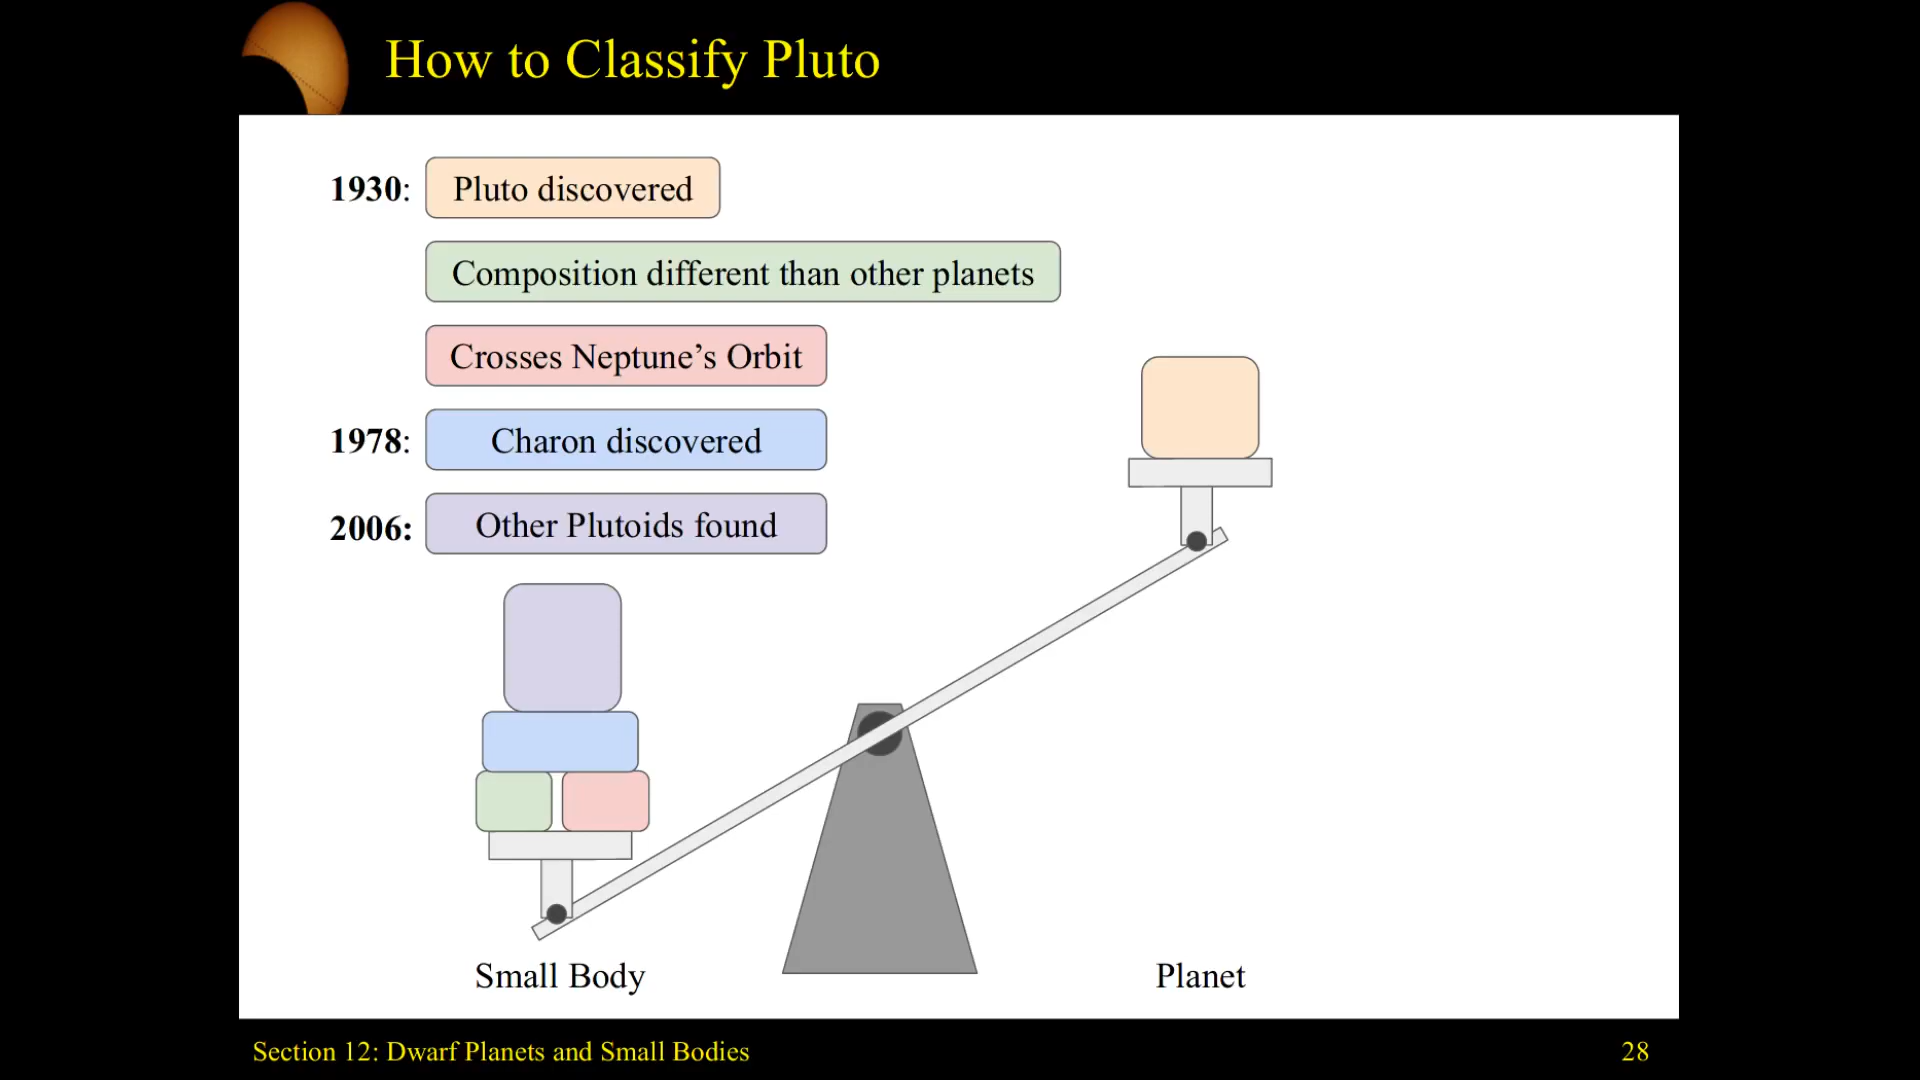 How to Classify Pluto
1930: Pluto discovered
Composition different than other planets
Crosses Neptune’s Orbit
1978: Charon discovered
2006: Other Plutoids found
Small Body
Planet
Section 12: Dwarf Planets and Small Bodies
28